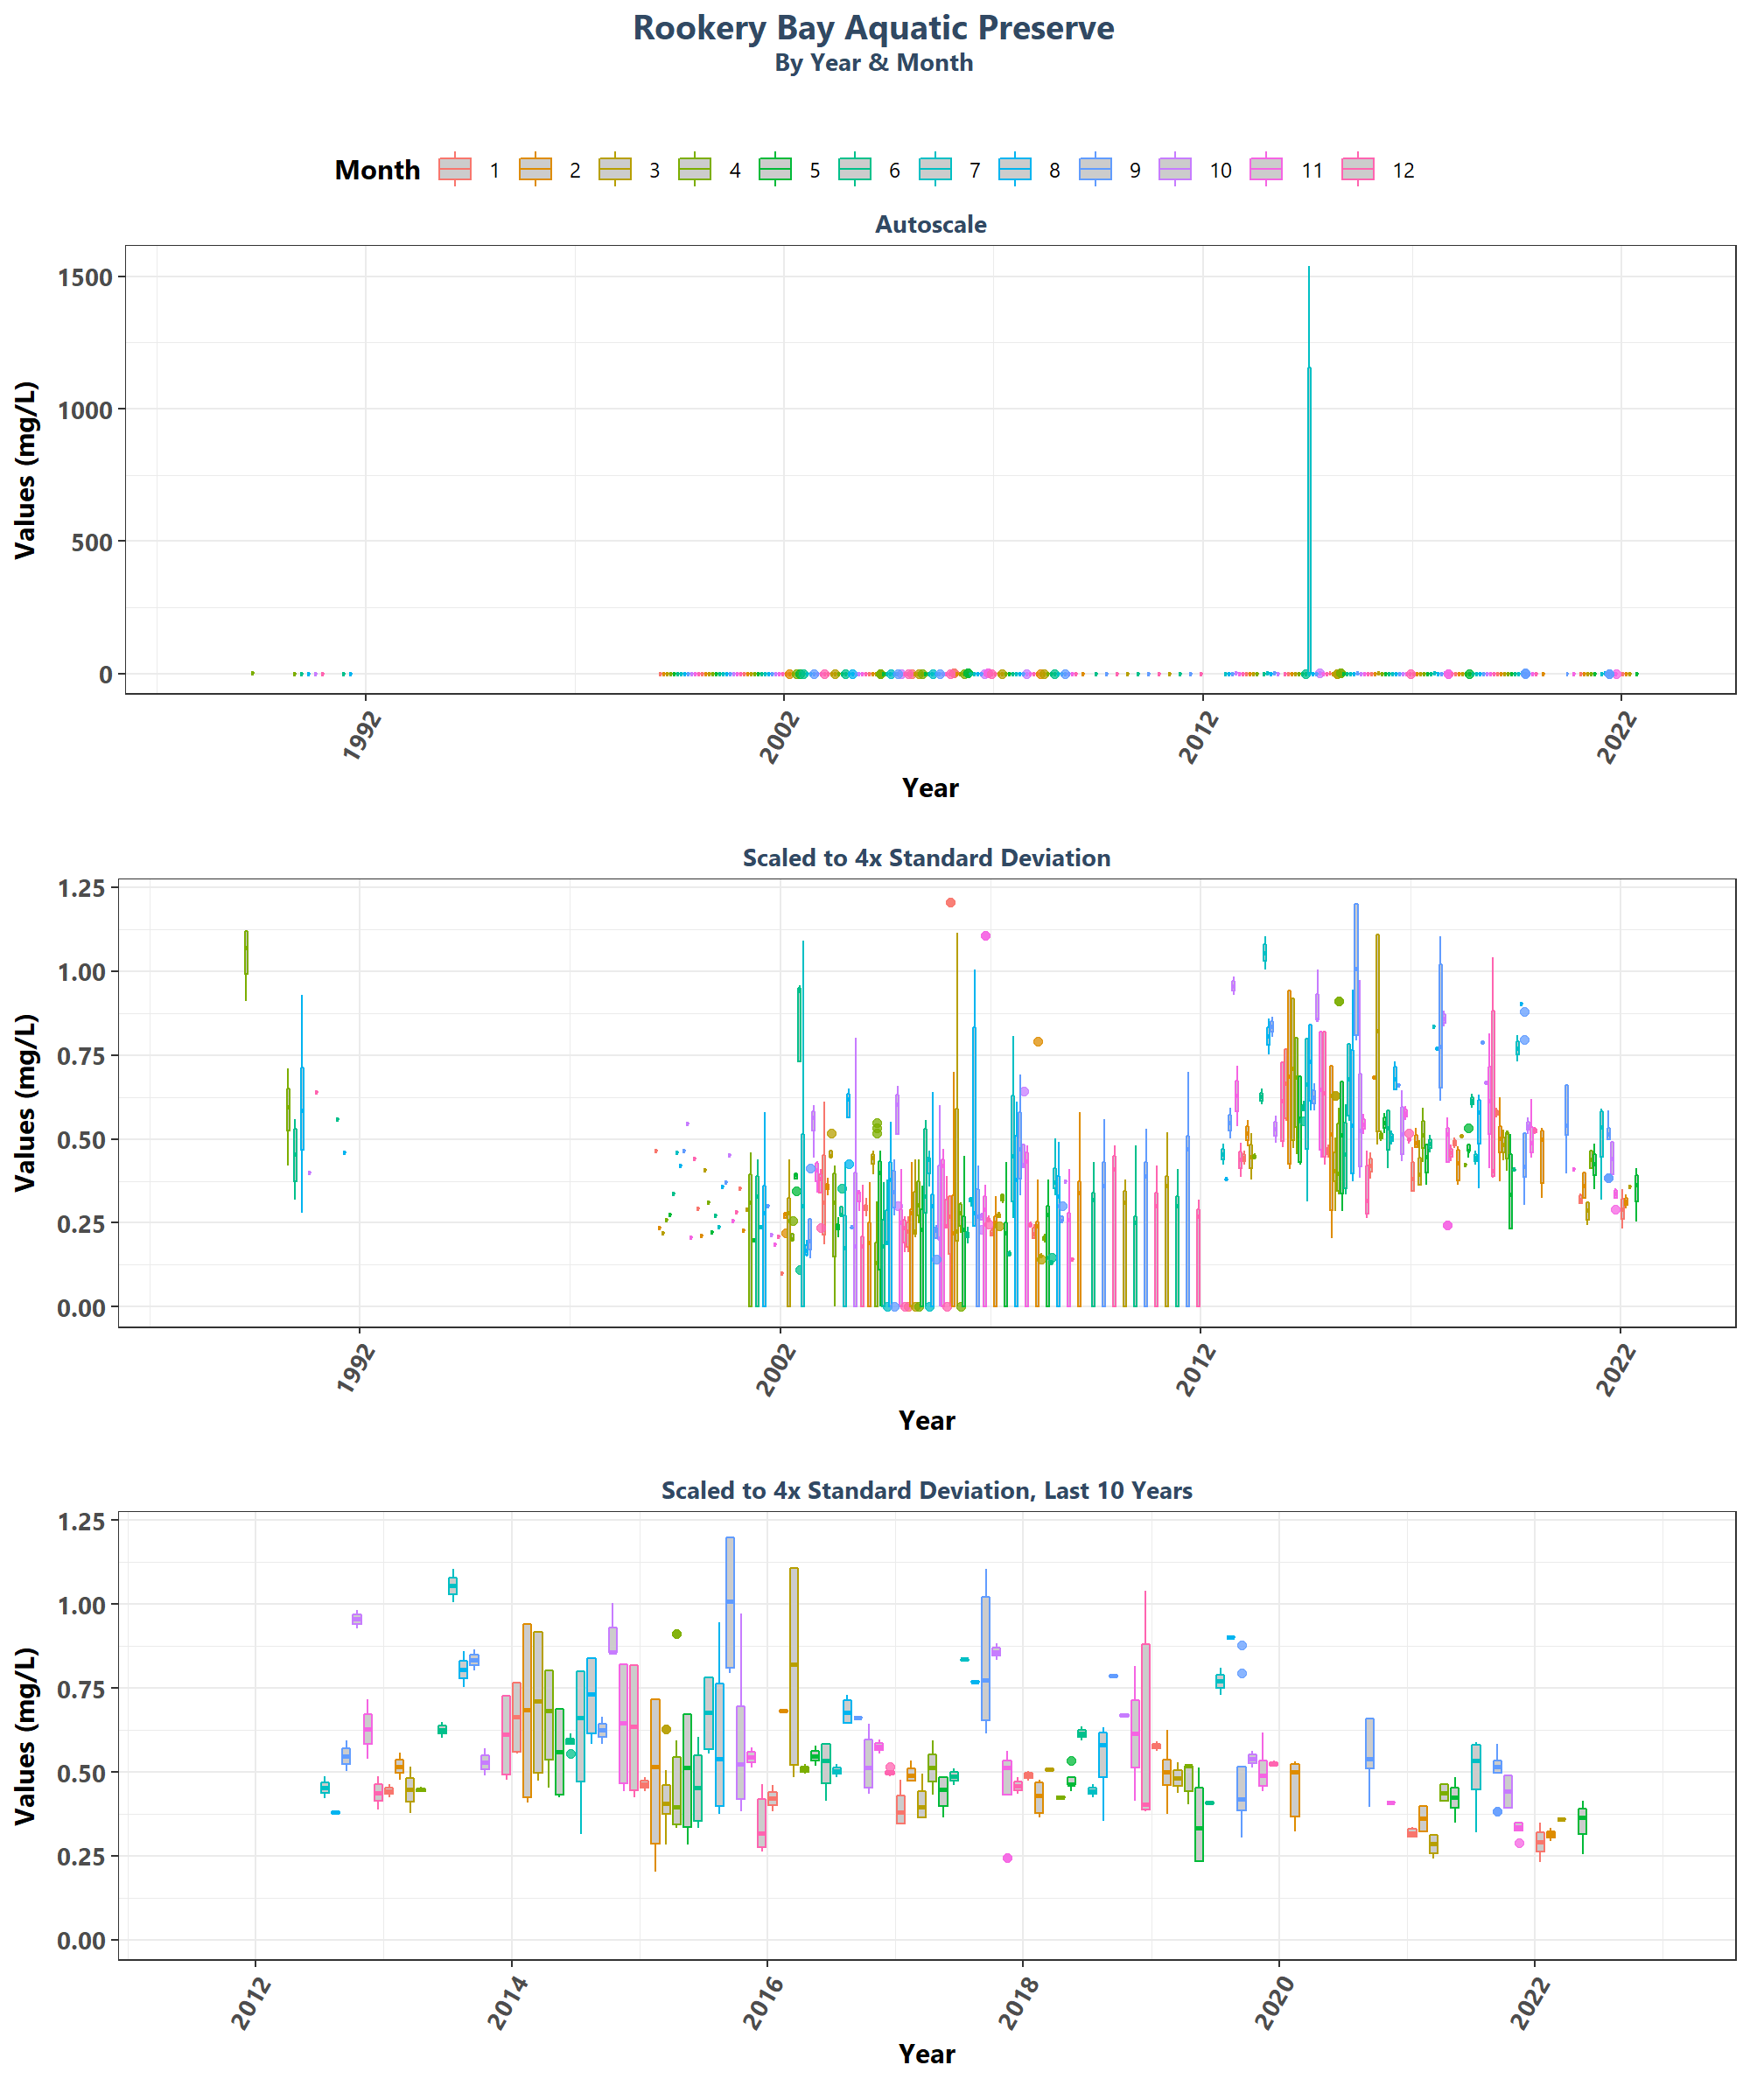 Rookery Bay Aquatic Preserve
By Year & Month
Month 1 2 3 4 5 6 7 8 9 10 11 12
Autoscale
1500
1000
500
0
Values (mg/L)
1992 2002 2012 2022
Year
Scaled to 4x Standard Deviation
1.25
1.00
0.75
0.50
0.25
0.00
Values (mg/L)
1992 2002 2012 2022
Year
Scaled to 4x Standard Deviation, Last 10 Years
1.25
1.00
0.75
0.50
0.25
0.00
Values (mg/L)
2012 2014 2016 2018 2020 2022
Year